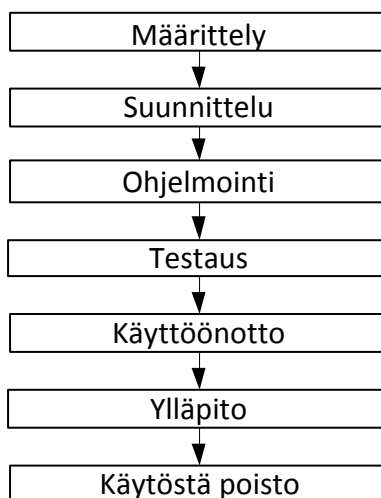 Määrittely
Suunnittelu
Ohjelmointi
Testaus
Käyttöönotto
Ylläpito
Käytöstä poisto